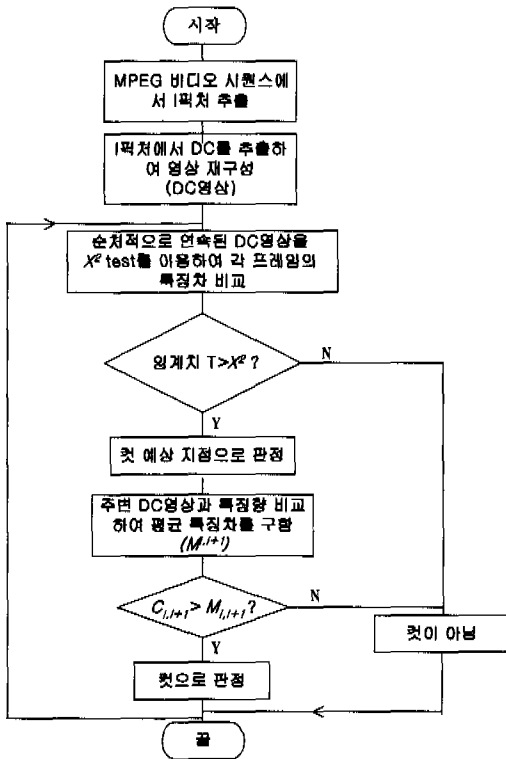 시작
MPEG 비디오 시퀀스에
서 I픽처 추출
I픽처에서 DC를 추출하
여 영상 재구성
(DC영상)
순차적으로 연속된 DC영상을
X² test를 이용하여 각 프레임의
특징차 비교
임계치 T>X² ?
N
Y
컷 예상 지점으로 판정
주변 DC영상과 특징량 비교
하여 평균 특징차를 구함
(M,i+1)
C i,i+1 > M i,i+1 ?
N
컷이 아님
Y
컷으로 판정
끝